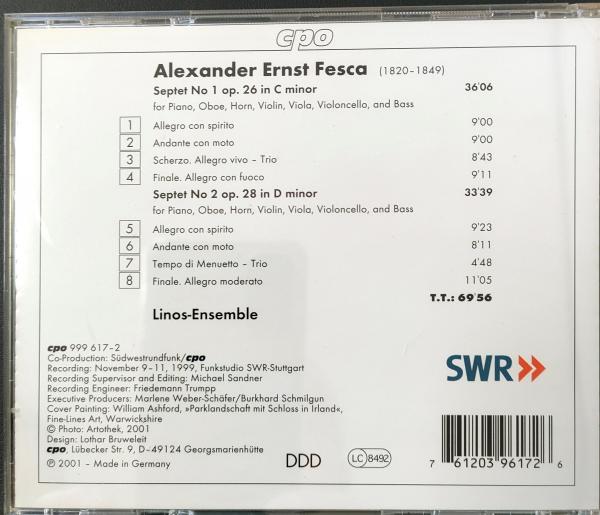 cpo
Alexander Ernst Fesca (1820–1849)
Septet No 1 op. 26 in C minor 36'06
for Piano, Oboe, Horn, Violin, Viola, Violoncello, and Bass
1 Allegro con spirito 9'00
2 Andante con moto 9'00
3 Scherzo. Allegro vivo – Trio 8'43
4 Finale. Allegro con fuoco 9'11
Septet No 2 op. 28 in D minor 33'39
for Piano, Oboe, Horn, Violin, Viola, Violoncello, and Bass
5 Allegro con spirito 9'23
6 Andante con moto 8'11
7 Tempo di Menuetto – Trio 4'48
8 Finale. Allegro moderato 11'05
T.T.: 69'56
Linos-Ensemble
cpo 999 617–2
Co-Production: Südwestrundfunk/cpo
Recording: November 9–11, 1999, Funkstudio SWR-Stuttgart
Recording Supervisor and Editing: Michael Sandner
Recording Engineer: Friedemann Trumpp
Executive Producers: Marlene Weber-Schäfer/Burkhard Schmilgun
Cover Painting: William Ashford, »Parklandschaft mit Schloss in Irland«,
Fine-Lines Art, Warwickshire
© Photo: Artothek, 2001
Design: Lothar Bruweleit
cpo, Lübecker Str. 9, D–49124 Georgsmarienhütte
℗ 2001 – Made in Germany
SWR
DDD
LC 8492
7 61203 96172 6